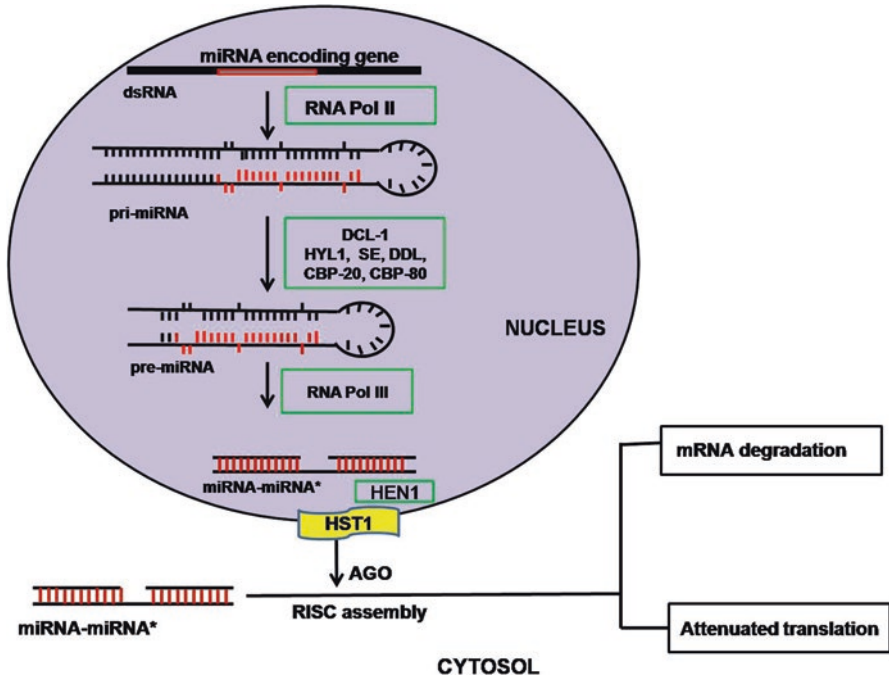 miRNA encoding gene
dsRNA
RNA Pol II
pri-miRNA
DCL-1
HYL1, SE, DDL,
CBP-20, CBP-80
NUCLEUS
pre-miRNA
RNA Pol III
mRNA degradation
miRNA-miRNA*
HEN1
HST1
AGO
RISC assembly
miRNA-miRNA*
Attenuated translation
CYTOSOL